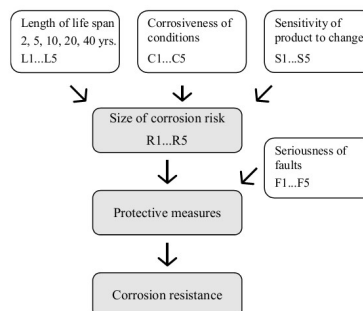 Length of life span
2, 5, 10, 20, 40 yrs.
L1...L5
Corrosiveness of
conditions
C1...C5
Sensitivity of
product to change
S1...S5
Size of corrosion risk
R1...R5
Seriousness of
faults
F1...F5
Protective measures
Corrosion resistance